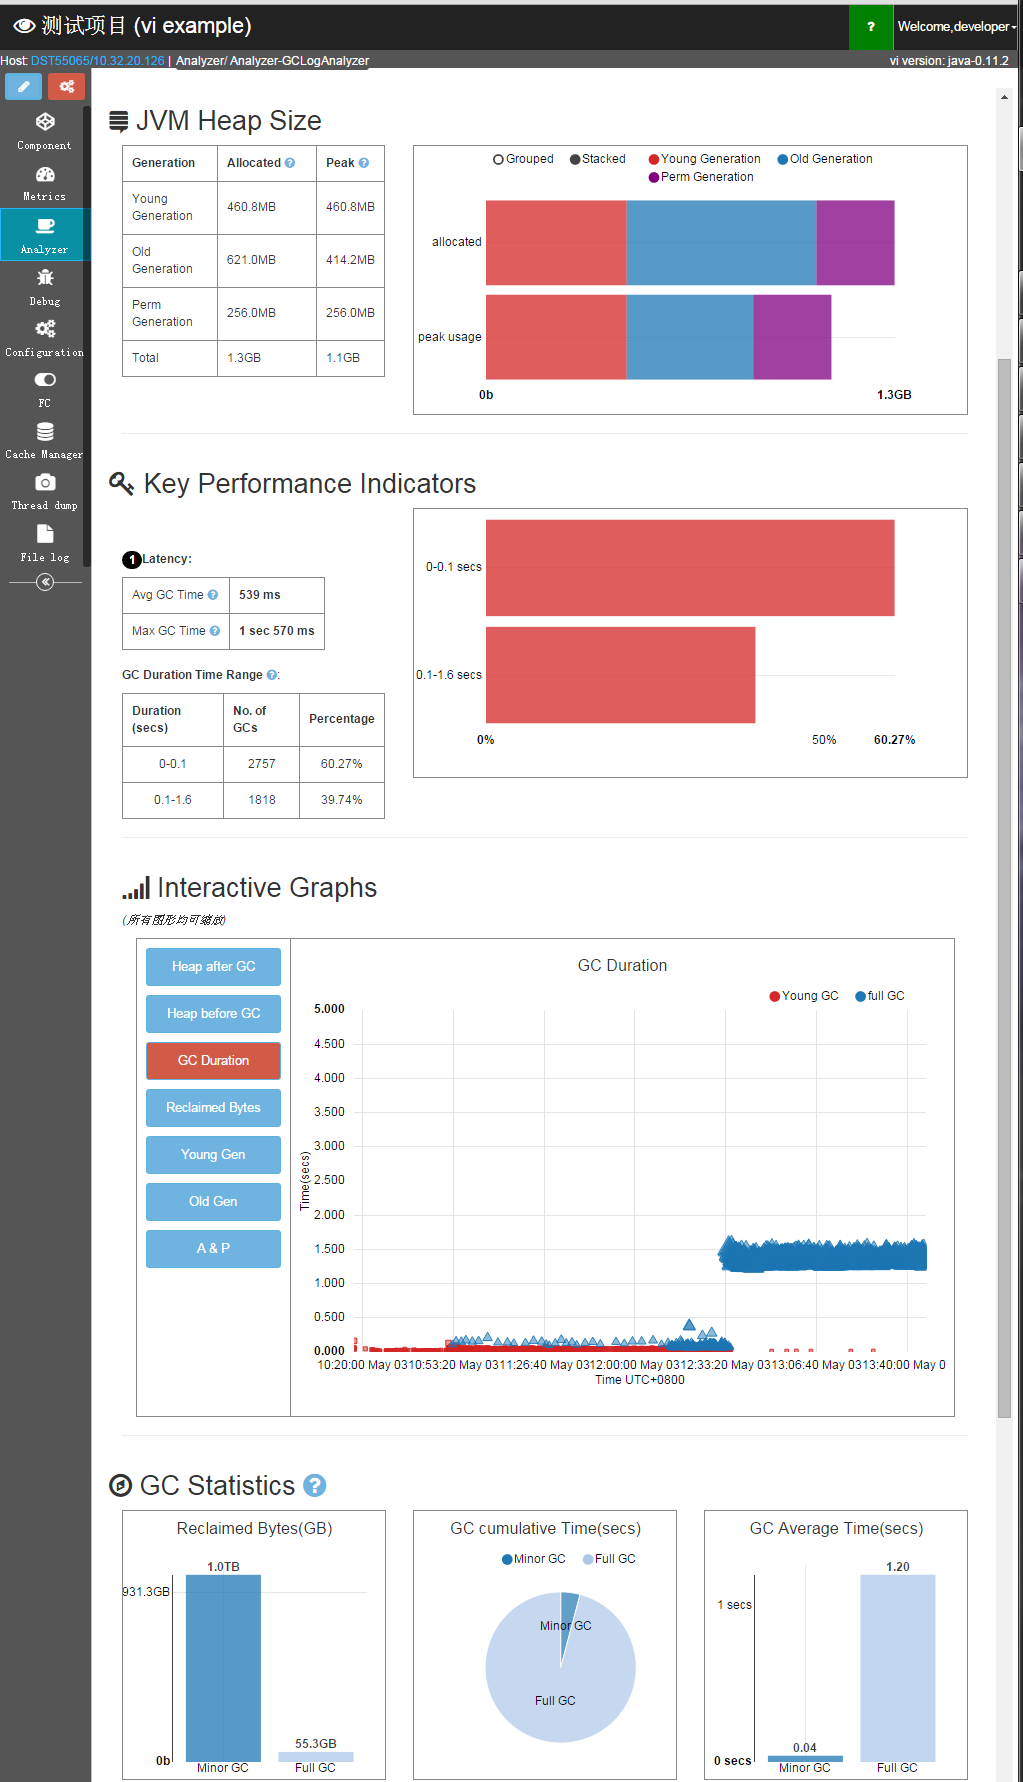 测试项目 (vi example)
?
Welcome,developer
Host: DST55065/10.32.20.126 | Analyzer/ Analyzer-GCLogAnalyzer
vi version: java-0.11.2
Component
Metrics
Analyzer
Debug
Configuration
FC
Cache Manager
Thread dump
File log
JVM Heap Size
Generation Allocated ? Peak ?
Young Generation 460.8MB 460.8MB
Old Generation 621.0MB 414.2MB
Perm Generation 256.0MB 256.0MB
Total 1.3GB 1.1GB
Grouped Stacked Young Generation Old Generation
Perm Generation
allocated
peak usage
0b 1.3GB
Key Performance Indicators
1 Latency:
Avg GC Time ? 539 ms
Max GC Time ? 1 sec 570 ms
GC Duration Time Range ?:
Duration (secs) No. of GCs Percentage
0-0.1 2757 60.27%
0.1-1.6 1818 39.74%
0-0.1 secs
0.1-1.6 secs
0% 50% 60.27%
Interactive Graphs
(所有图形均可缩放)
Heap after GC
Heap before GC
GC Duration
Reclaimed Bytes
Young Gen
Old Gen
A & P
GC Duration
Young GC full GC
5.000
4.500
4.000
3.500
3.000
2.500
2.000
1.500
1.000
0.500
0.000
Time(secs)
10:20:00 May 0310:53:20 May 0311:26:40 May 0312:00:00 May 0312:33:20 May 0313:06:40 May 0313:40:00 May 0
Time UTC+0800
GC Statistics ?
Reclaimed Bytes(GB)
1.0TB
931.3GB
55.3GB
0b
Minor GC Full GC
GC cumulative Time(secs)
Minor GC Full GC
Minor GC
Full GC
GC Average Time(secs)
1.20
1 secs
0.04
0 secs
Minor GC Full GC